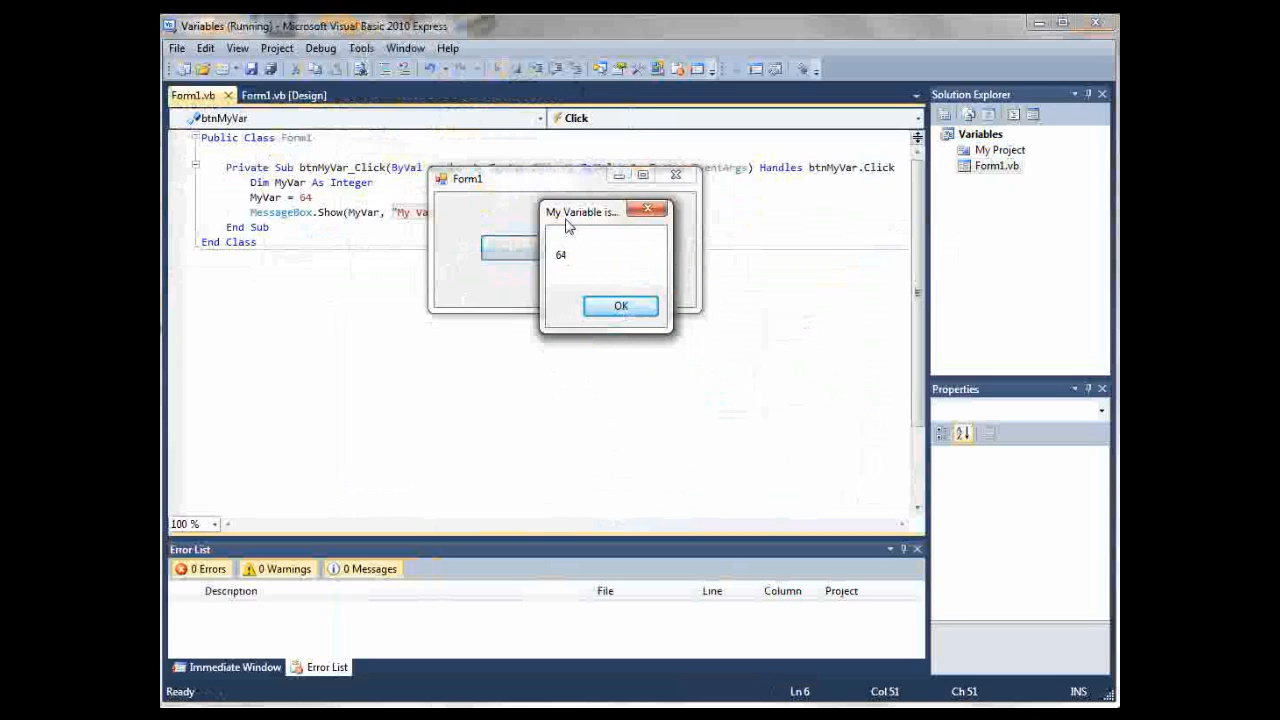 Variables (Running) - Microsoft Visual Basic 2010 Express
File Edit View Project Debug Tools Window Help
Form1.vb Form1.vb [Design]
btnMyVar Click
Public Class Form1
Private Sub btnMyVar_Click(ByVal EventArgs) Handles btnMyVar.Click
Dim MyVar As Integer
MyVar = 64
MessageBox.Show(MyVar, "My Va
End Sub
End Class
Form1
My Variable is...
64
OK
Solution Explorer
Variables
My Project
Form1.vb
Properties
100 %
Error List
0 Errors 0 Warnings 0 Messages
Description File Line Column Project
Immediate Window Error List
Ready Ln 6 Col 51 Ch 51 INS